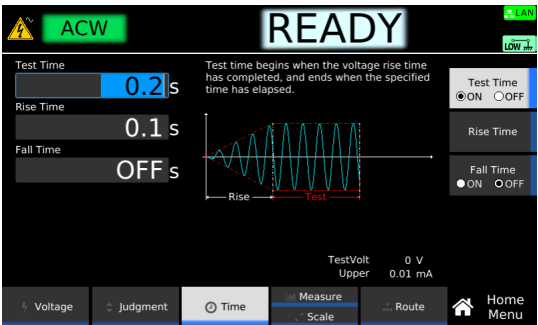 ACW
READY
LAN
LOW
Test Time
0.2 s
Rise Time
0.1 s
Fall Time
OFF s
Test time begins when the voltage rise time
has completed, and ends when the specified
time has elapsed.
Rise
Test
TestVolt 0 V
Upper 0.01 mA
Test Time
ON OFF
Rise Time
Fall Time
ON OFF
Voltage
Judgment
Time
Measure
Scale
Route
Home
Menu